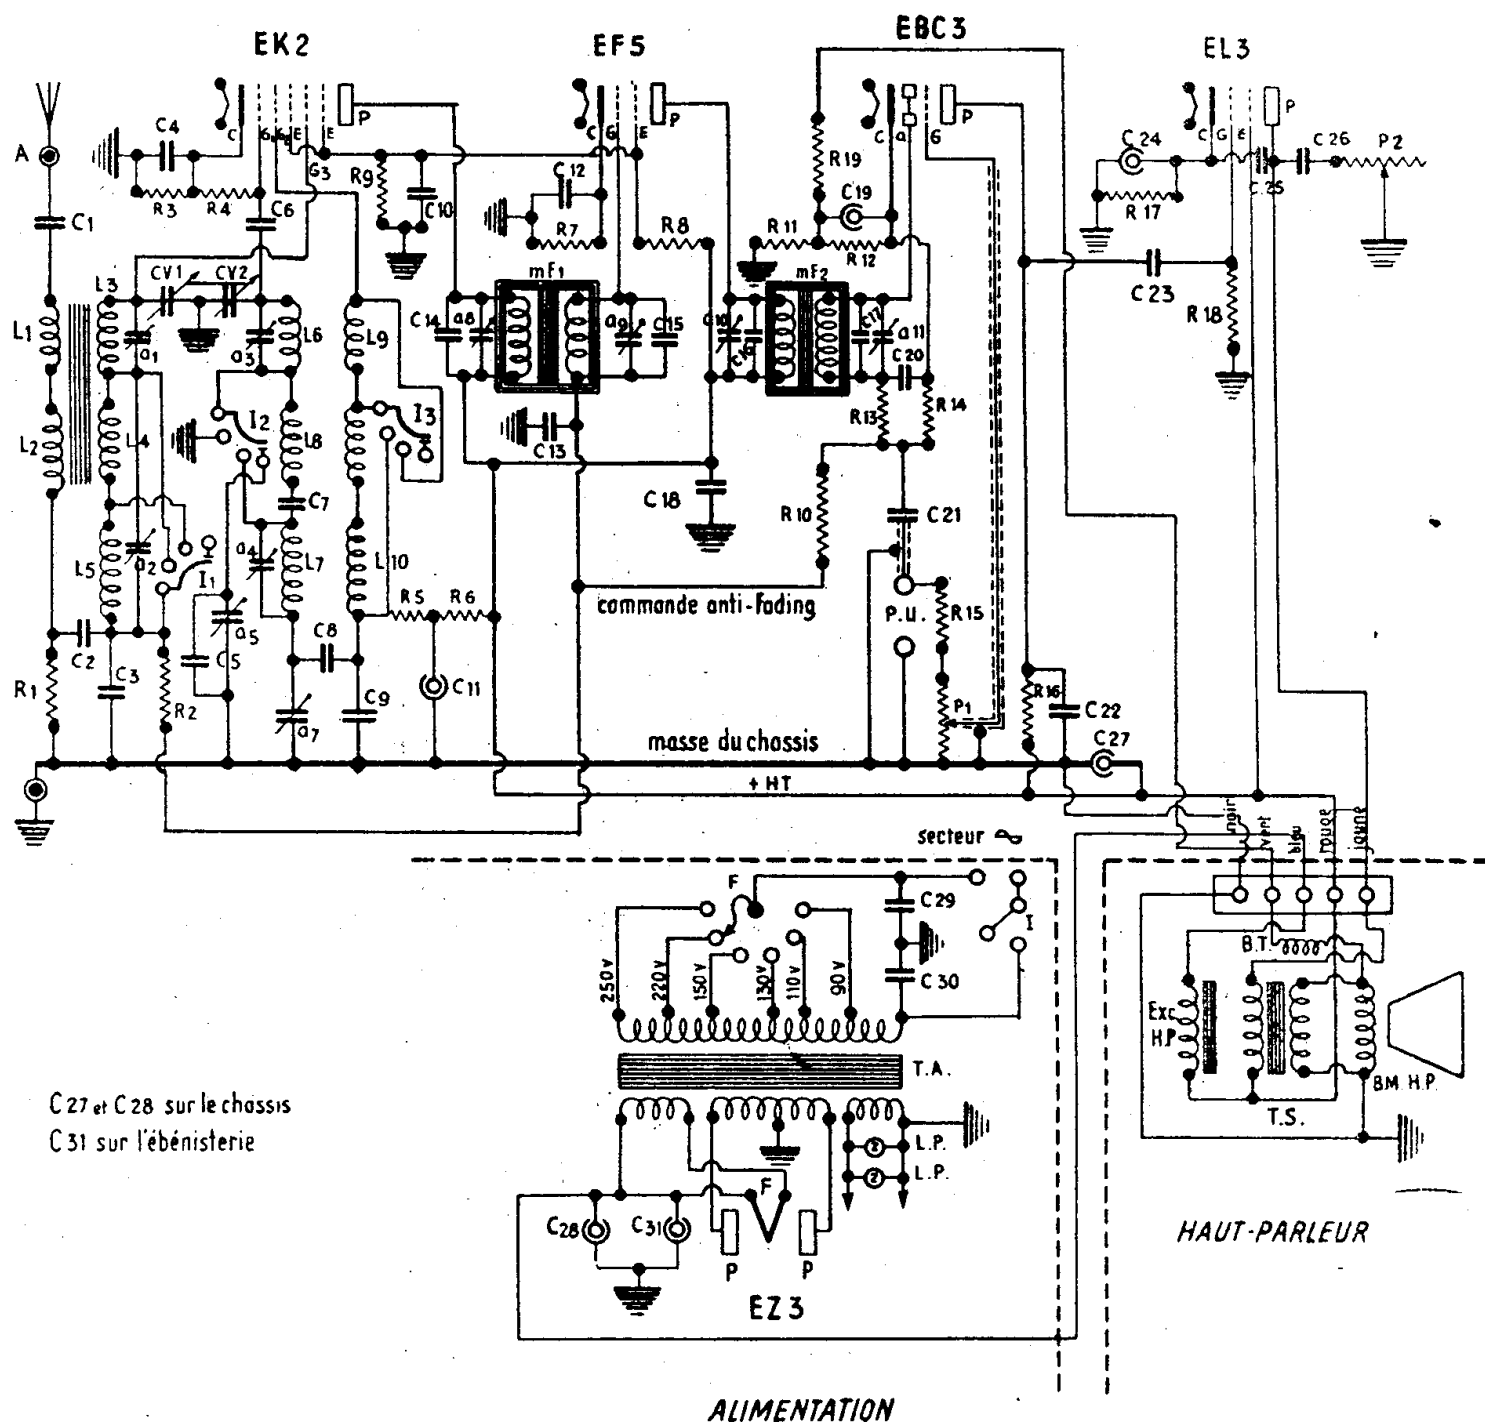 EK2
EF5
EBC3
EL3
A
C4
C
G
G3
E
P
R3
R4
C6
R9
C10
C12
C
G
E
P
R7
R8
R19
C19
C
G
P
R11
R12
C24
C
G
E
P
C25
C26
P2
R17
C23
R18
C1
CV1
CV2
L3
L1
a1
a3
L6
L9
mF1
mF2
C14
a8
a9
C15
a10
C17
a11
C20
L2
L4
I2
L8
I3
C13
R13
R14
C7
C18
R10
C21
L5
a2
I1
a4
L7
L10
R5
R6
commande anti-fading
P.U.
R15
a5
C5
C2
C3
C8
R1
R2
a7
C9
C11
P1
R16
C22
masse du chassis
C27
+ HT
secteur
noir
vert
bleu
rouge
jaune
F
C29
I
C30
250v
220v
150v
130v
110v
90v
T.A.
B.T.
Exc
H.P
T.S.
B.M. H.P.
C27 et C28 sur le chassis
C31 sur l'ébénisterie
L.P.
L.P.
2
2
F
C28
C31
P
P
EZ3
HAUT-PARLEUR
ALIMENTATION